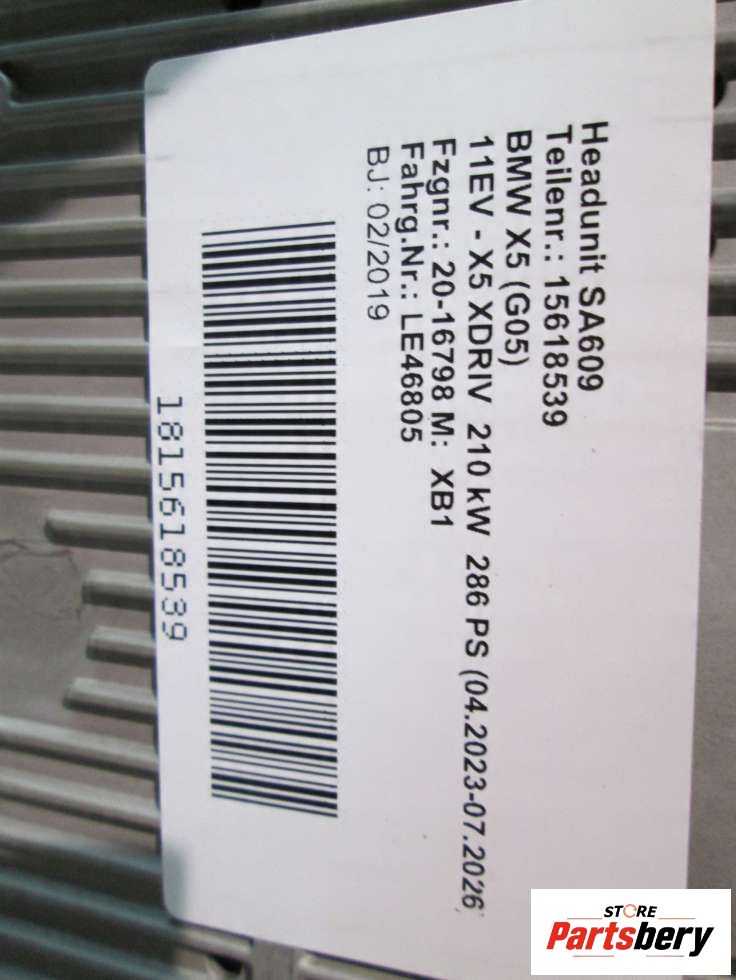 Headunit SA609
Teilenr.: 15618539
BMW X5 (G05)
11EV - X5 XDRIV 210 kW 286 PS (04.2023-07.2026
Fzgnr.: 20-16798 M: XB1
Fahrg.Nr.: LE46805
BJ: 02/2019
1815618539
STORE
Partsbery